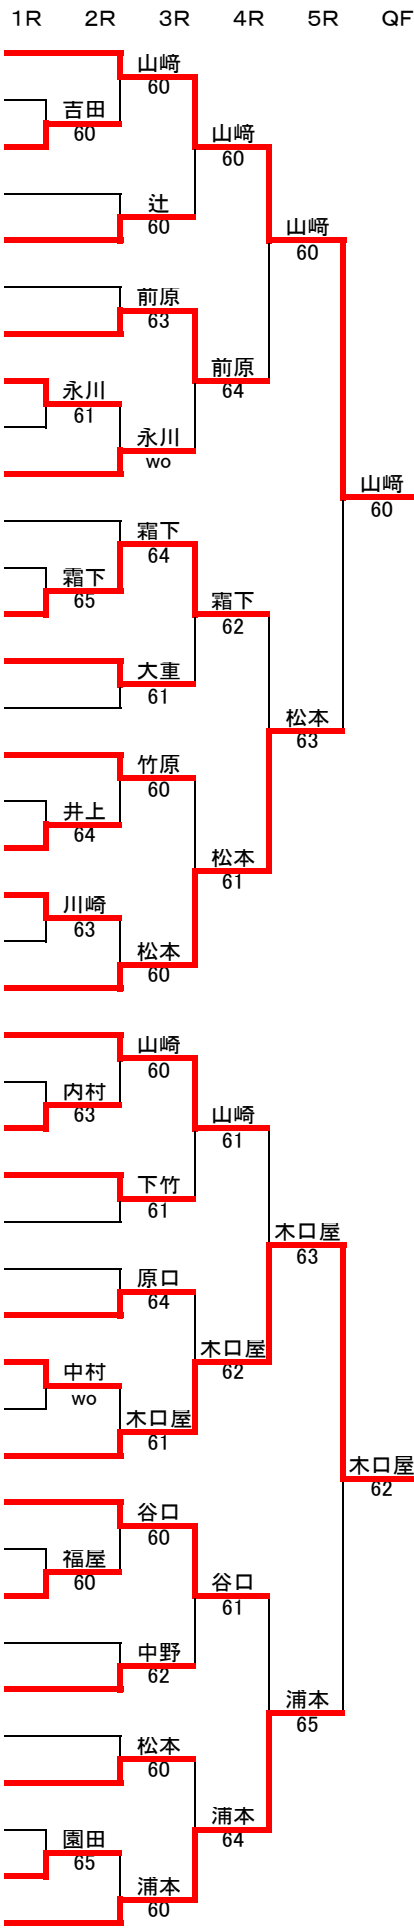 1R 2R 3R 4R 5R QF
山﨑
60
吉田
60
山﨑
60
辻
60
山﨑
60
前原
63
前原
64
永川
61
永川
wo
山﨑
60
霜下
64
霜下
65
霜下
62
大重
61
松本
63
竹原
60
井上
64
松本
61
川崎
63
松本
60
山崎
60
内村
63
山崎
61
下竹
61
木口屋
63
原口
64
木口屋
62
中村
wo
木口屋
61
木口屋
62
谷口
60
福屋
60
谷口
61
中野
62
浦本
65
松本
60
浦本
64
園田
65
浦本
60